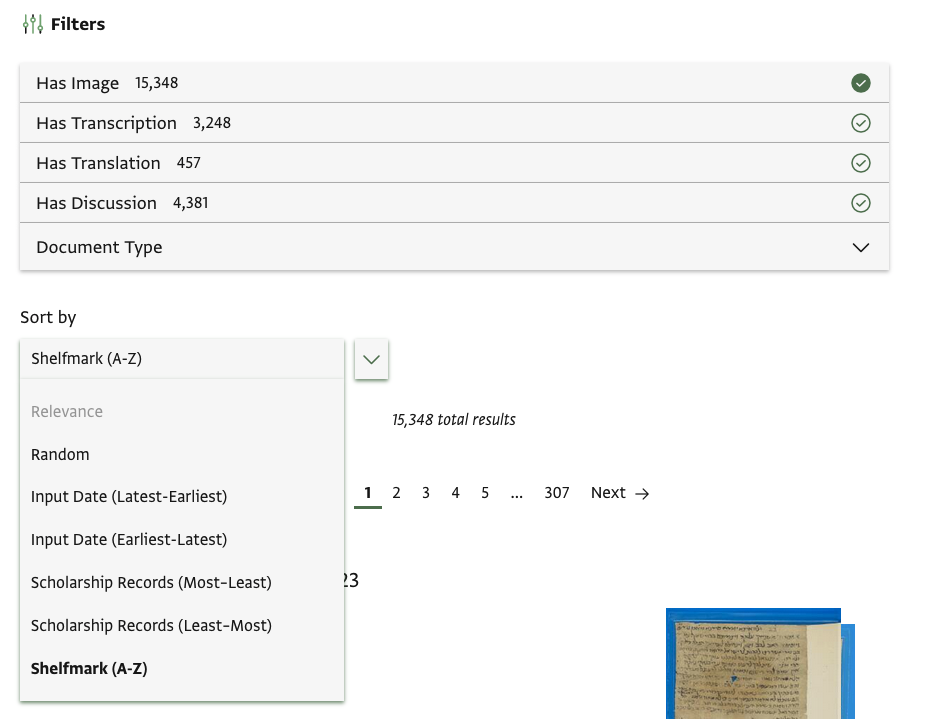 Filters
Has Image 15,348
Has Transcription 3,248
Has Translation 457
Has Discussion 4,381
Document Type
Sort by
Shelfmark (A-Z)
Relevance
Random
Input Date (Latest-Earliest)
Input Date (Earliest-Latest)
Scholarship Records (Most–Least)
Scholarship Records (Least–Most)
Shelfmark (A-Z)
15,348 total results
1 2 3 4 5 ... 307 Next →
23